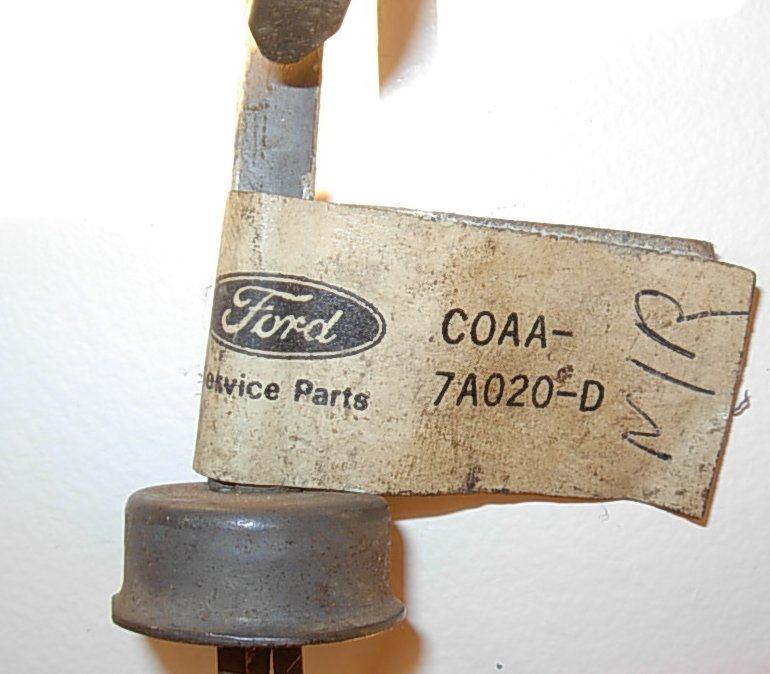 Ford
ervice Parts
COAA-
7A020-D